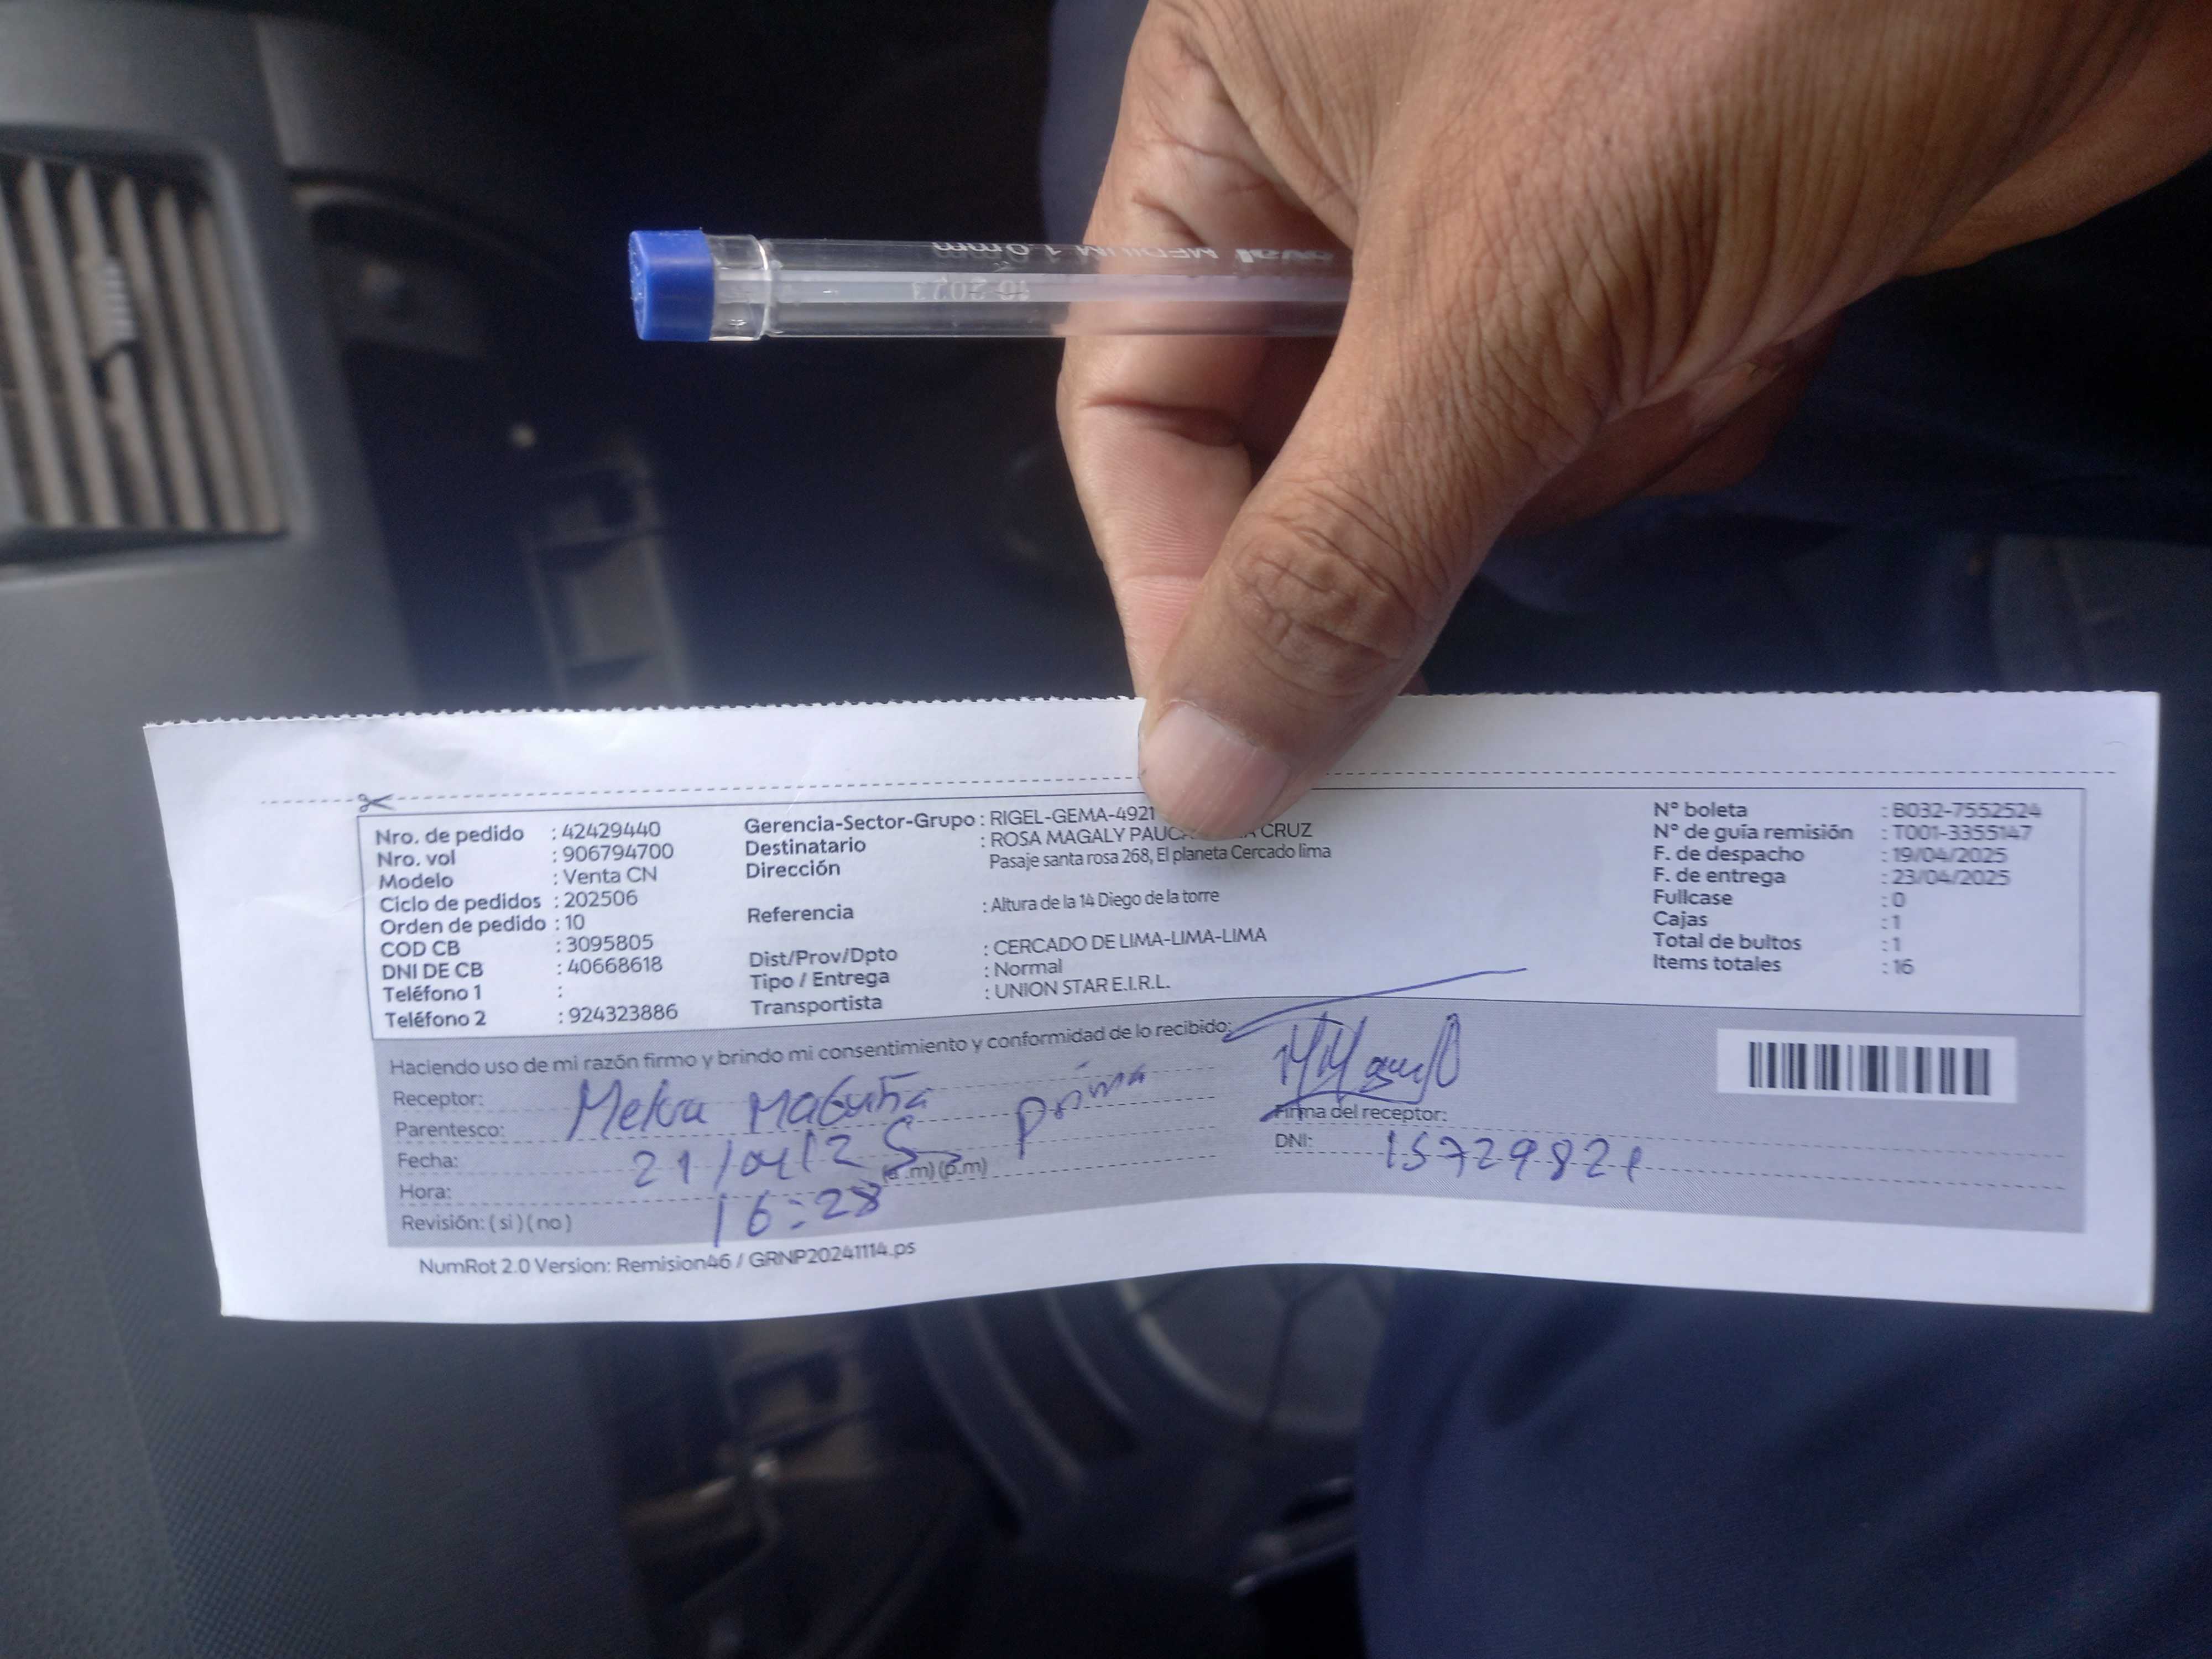 Nro. de pedido : 42429440
Nro. vol : 906794700
Modelo : Venta CN
Ciclo de pedidos : 202506
Orden de pedido : 10
COD CB : 3095805
DNI DE CB : 40668618
Teléfono 1 :
Teléfono 2 : 924323886
Gerencia-Sector-Grupo : RIGEL-GEMA-4921
Destinatario : ROSA MAGALY CRUZ
Dirección Pasaje santa rosa 268, El planeta Cercado lima
Referencia : Altura de la 14 Diego de la torre
Dist/Prov/Dpto : CERCADO DE LIMA-LIMA-LIMA
Tipo / Entrega : Normal
Transportista : UNION STAR E.I.R.L.
N° boleta : B032-7552524
N° de guía remisión : T001-3355147
F. de despacho : 19/04/2025
F. de entrega : 23/04/2025
Fullcase : 0
Cajas : 1
Total de bultos : 1
Items totales : 16
Haciendo uso de mi razón firmo y brindo mi consentimiento y conformidad de lo recibido:
Receptor:
Parentesco: prima
Fecha: 21/04/25
(a .m) (p.m)
Hora: 16:28
Revisión: ( si ) ( no )
Firma del receptor:
DNI: 15729821
NumRot 2.0 Version: Remision46 / GRNP20241114.ps
MEDIUM 1.0mm